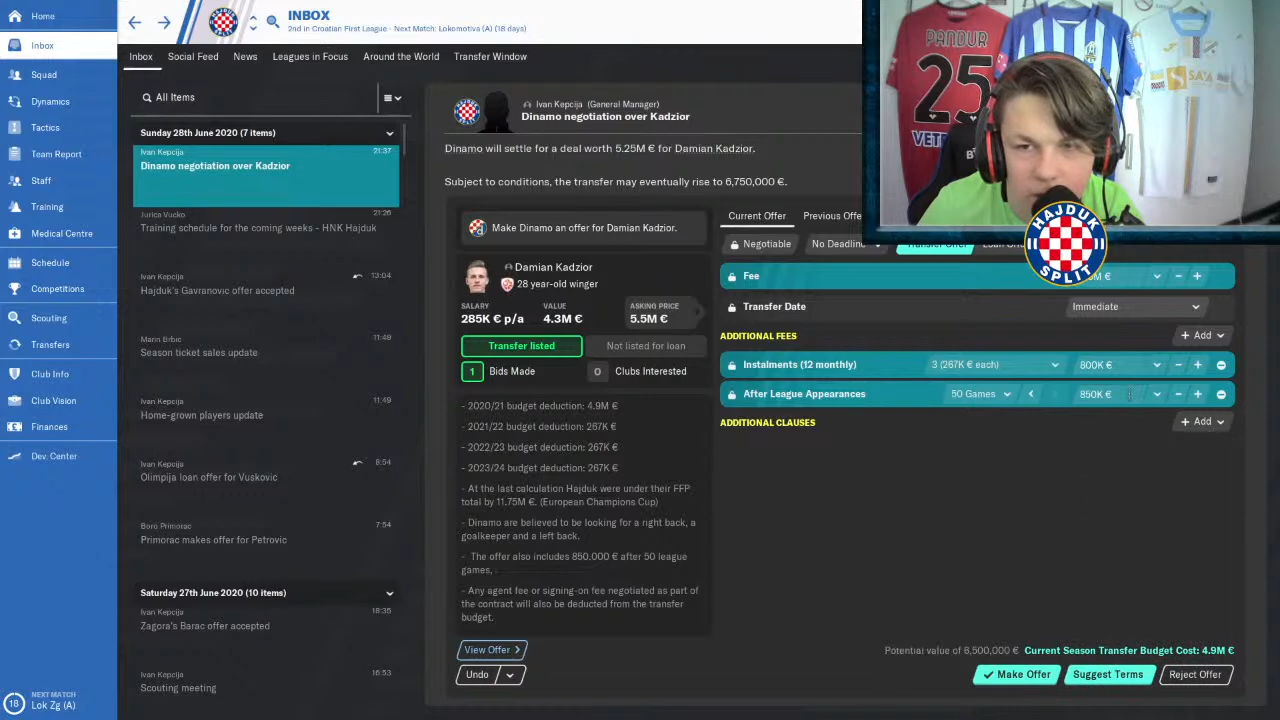 Home
Inbox
Squad
Dynamics
Tactics
Team Report
Staff
Training
Medical Centre
Schedule
Competitions
Scouting
Transfers
Club Info
Club Vision
Finances
Dev. Center
18
NEXT MATCH
Lok Zg (A)
INBOX
2nd in Croatian First League - Next Match: Lokomotiva (A) (18 days)
Inbox Social Feed News Leagues in Focus Around the World Transfer Window
All Items
Sunday 28th June 2020 (7 items)
Ivan Kepcija 21:37
Dinamo negotiation over Kadzior
Jurica Vucko 21:26
Training schedule for the coming weeks - HNK Hajduk
Ivan Kepcija 13:04
Hajduk's Gavranovic offer accepted
Marin Brbic 11:49
Season ticket sales update
Ivan Kepcija 11:49
Home-grown players update
Ivan Kepcija 8:54
Olimpija loan offer for Vuskovic
Boro Primorac 7:54
Primorac makes offer for Petrovic
Saturday 27th June 2020 (10 items)
Ivan Kepcija 18:35
Zagora's Barac offer accepted
Ivan Kepcija 16:53
Scouting meeting
Ivan Kepcija (General Manager)
Dinamo negotiation over Kadzior
Dinamo will settle for a deal worth 5.25M € for Damian Kadzior.
Subject to conditions, the transfer may eventually rise to 6,750,000 €.
Make Dinamo an offer for Damian Kadzior.
Damian Kadzior
28 year-old winger
SALARY VALUE ASKING PRICE
285K € p/a 4.3M € 5.5M €
Transfer listed Not listed for loan
1 Bids Made 0 Clubs Interested
- 2020/21 budget deduction: 4.9M €
- 2021/22 budget deduction: 267K €
- 2022/23 budget deduction: 267K €
- 2023/24 budget deduction: 267K €
- At the last calculation Hajduk were under their FFP
total by 11.75M €. (European Champions Cup)
- Dinamo are believed to be looking for a right back, a
goalkeeper and a left back.
- The offer also includes 850,000 € after 50 league
games,
- Any agent fee or signing-on fee negotiated as part of
the contract will also be deducted from the transfer
budget.
View Offer
Undo
Current Offer Previous Offe
Negotiable No Deadline Transfer Offer
Fee
Transfer Date Immediate
ADDITIONAL FEES + Add
Instalments (12 monthly) 3 (267K € each) 800K €
After League Appearances 50 Games 850K €
ADDITIONAL CLAUSES + Add
Potential value of 6,500,000 € Current Season Transfer Budget Cost: 4.9M €
Make Offer Suggest Terms Reject Offer
PANDUR
25
HAJDUK
SPLIT